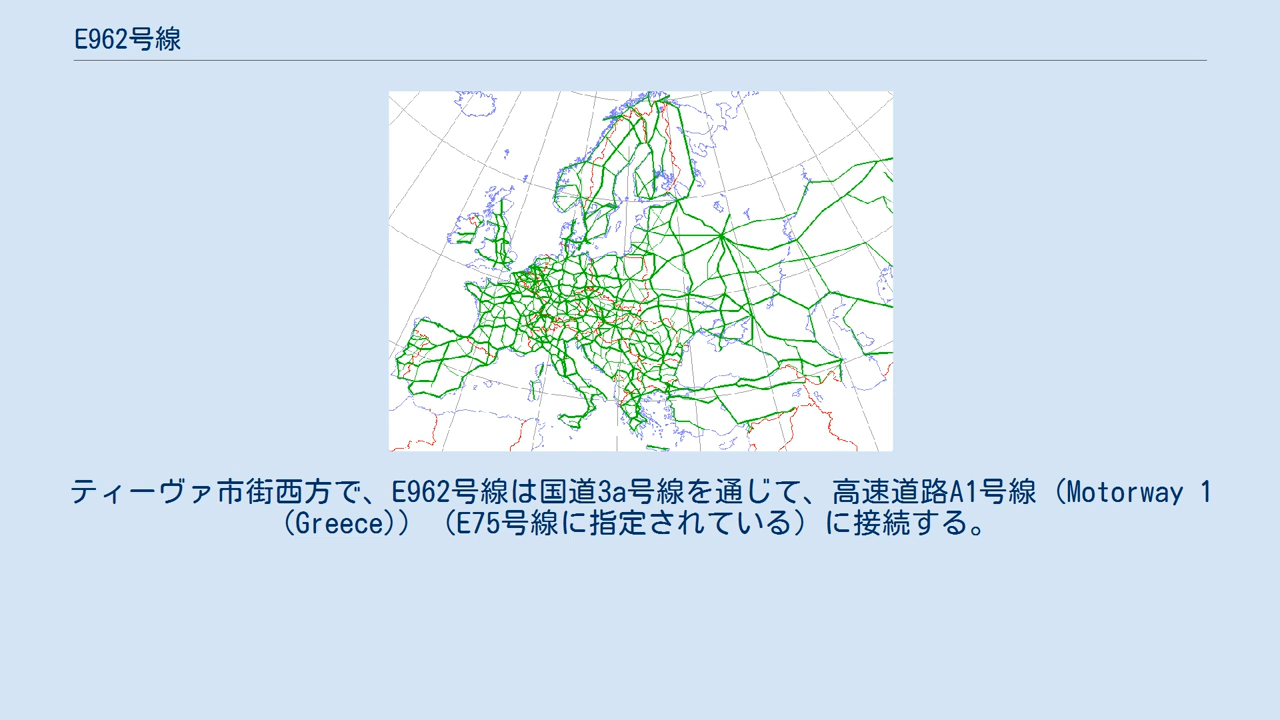 E962号線
ティーヴァ市街西方で、E962号線は国道3a号線を通じて、高速道路A1号線（Motorway 1
（Greece））（E75号線に指定されている）に接続する。